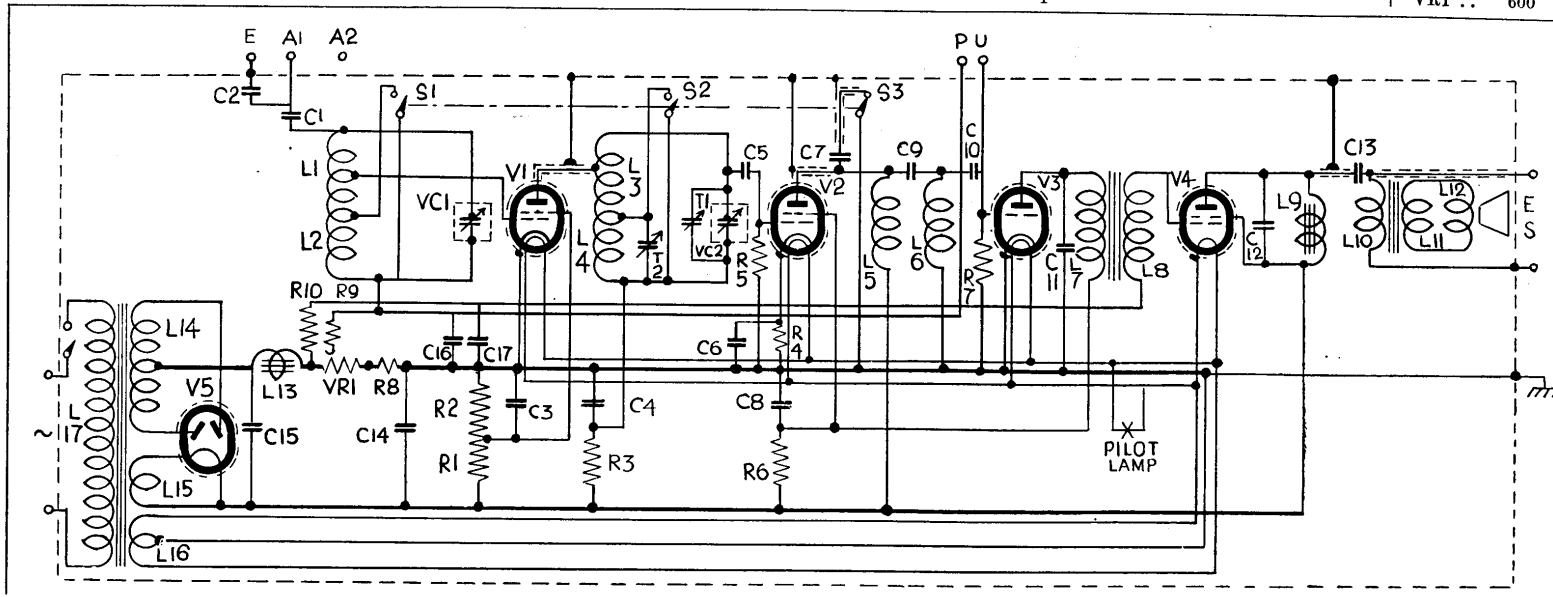 VR1 .. 600
E A1 A2 P U
C2 S1 S2 S3
C1 C10
L1 V1 L3 C5 C7 V2 C9 V3 V4 C13
VC1 T1 L9 L12
L2 L4 T2 VC2 R5 L5 L6 R7 C11 L7 L8 C12 L10 L11 E S
R10 R9
L14 C16 C17 C6 R4
V5 L13 VR1 R8
L17 R2 C3 C4 C8
~ C15 C14 PILOT
R1 R3 R6 LAMP
L15
L16